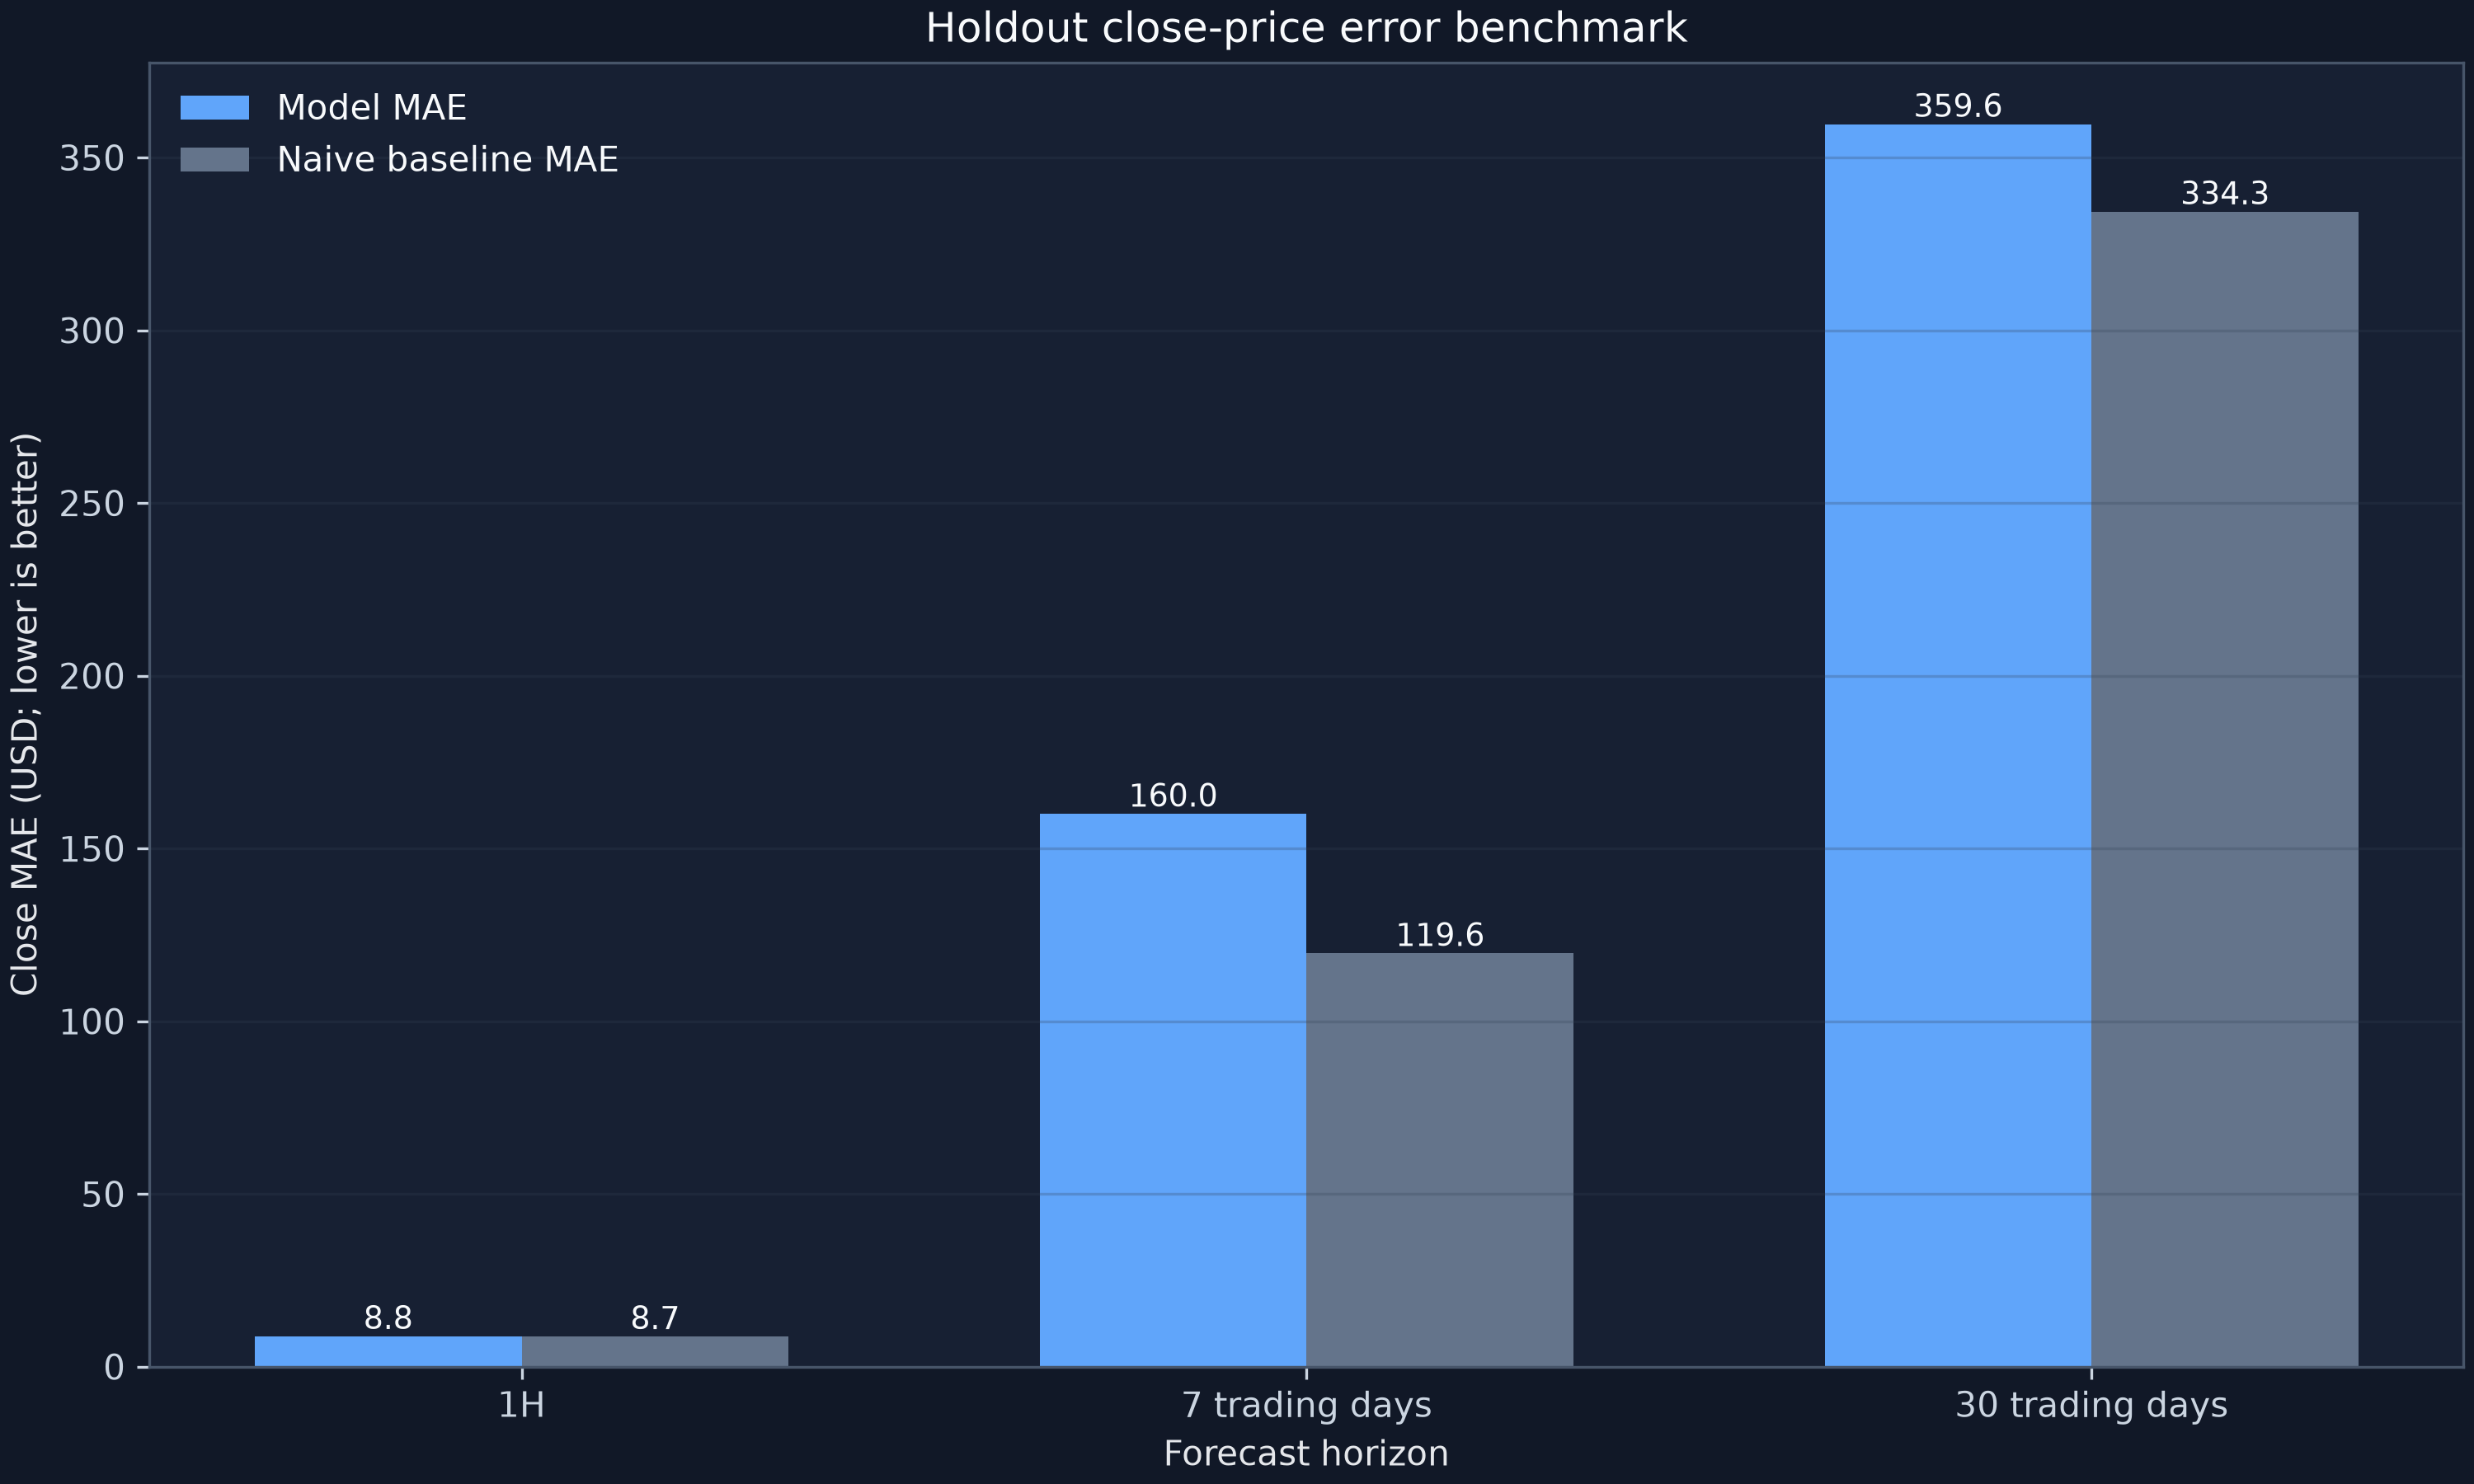 Holdout close-price error benchmark
Model MAE
Naive baseline MAE
Close MAE (USD; lower is better)
350
300
250
200
150
100
50
0
8.8
8.7
160.0
119.6
359.6
334.3
1H
7 trading days
30 trading days
Forecast horizon